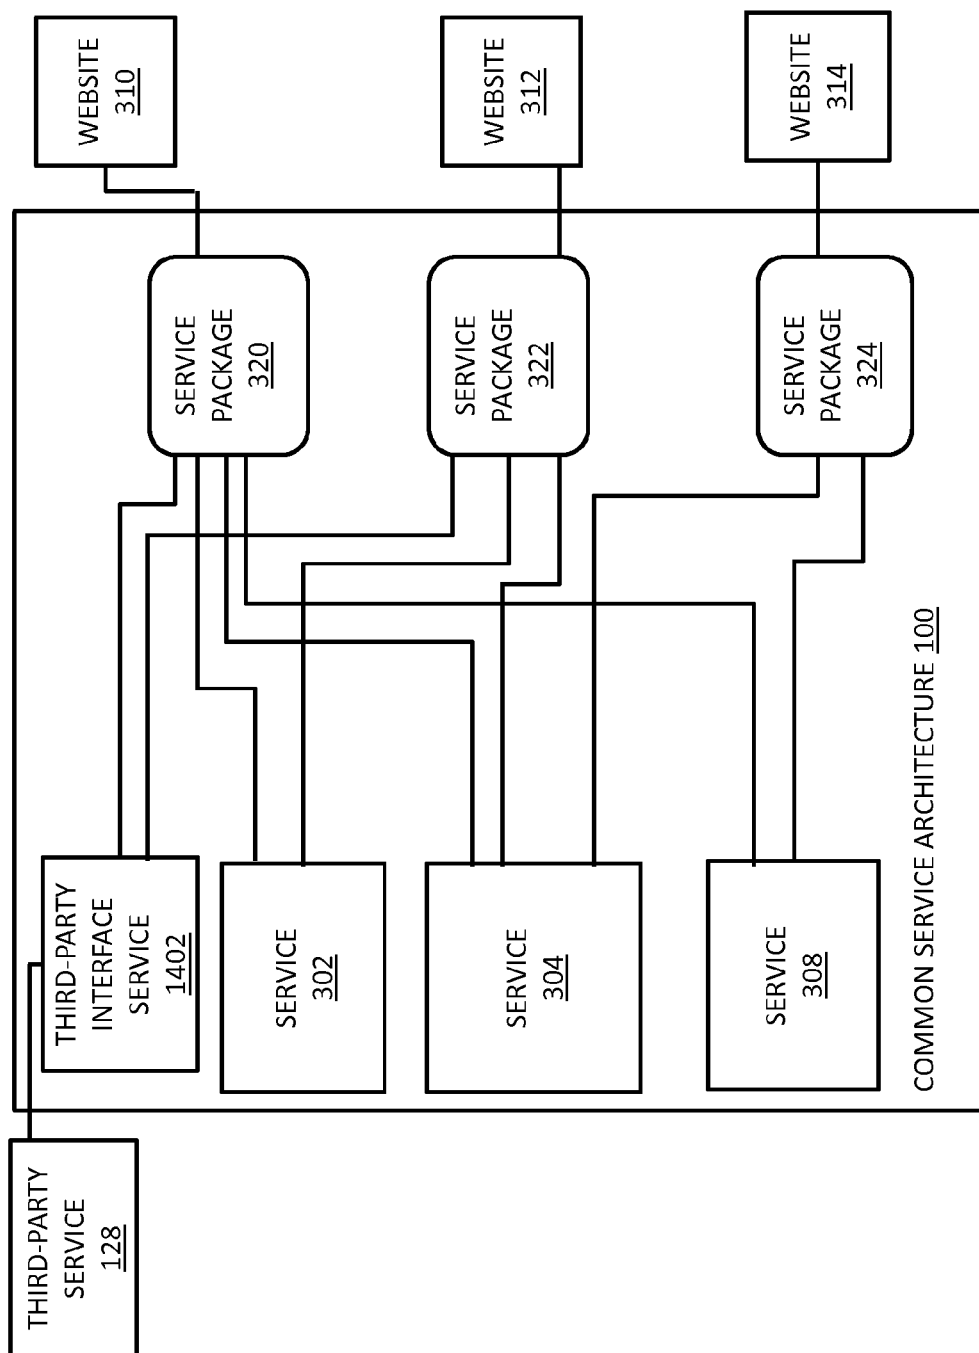 THIRD-PARTY
SERVICE
128
THIRD-PARTY
INTERFACE
SERVICE
1402
SERVICE
302
SERVICE
304
SERVICE
308
COMMON SERVICE ARCHITECTURE 100
SERVICE
PACKAGE
320
SERVICE
PACKAGE
322
SERVICE
PACKAGE
324
WEBSITE
310
WEBSITE
312
WEBSITE
314